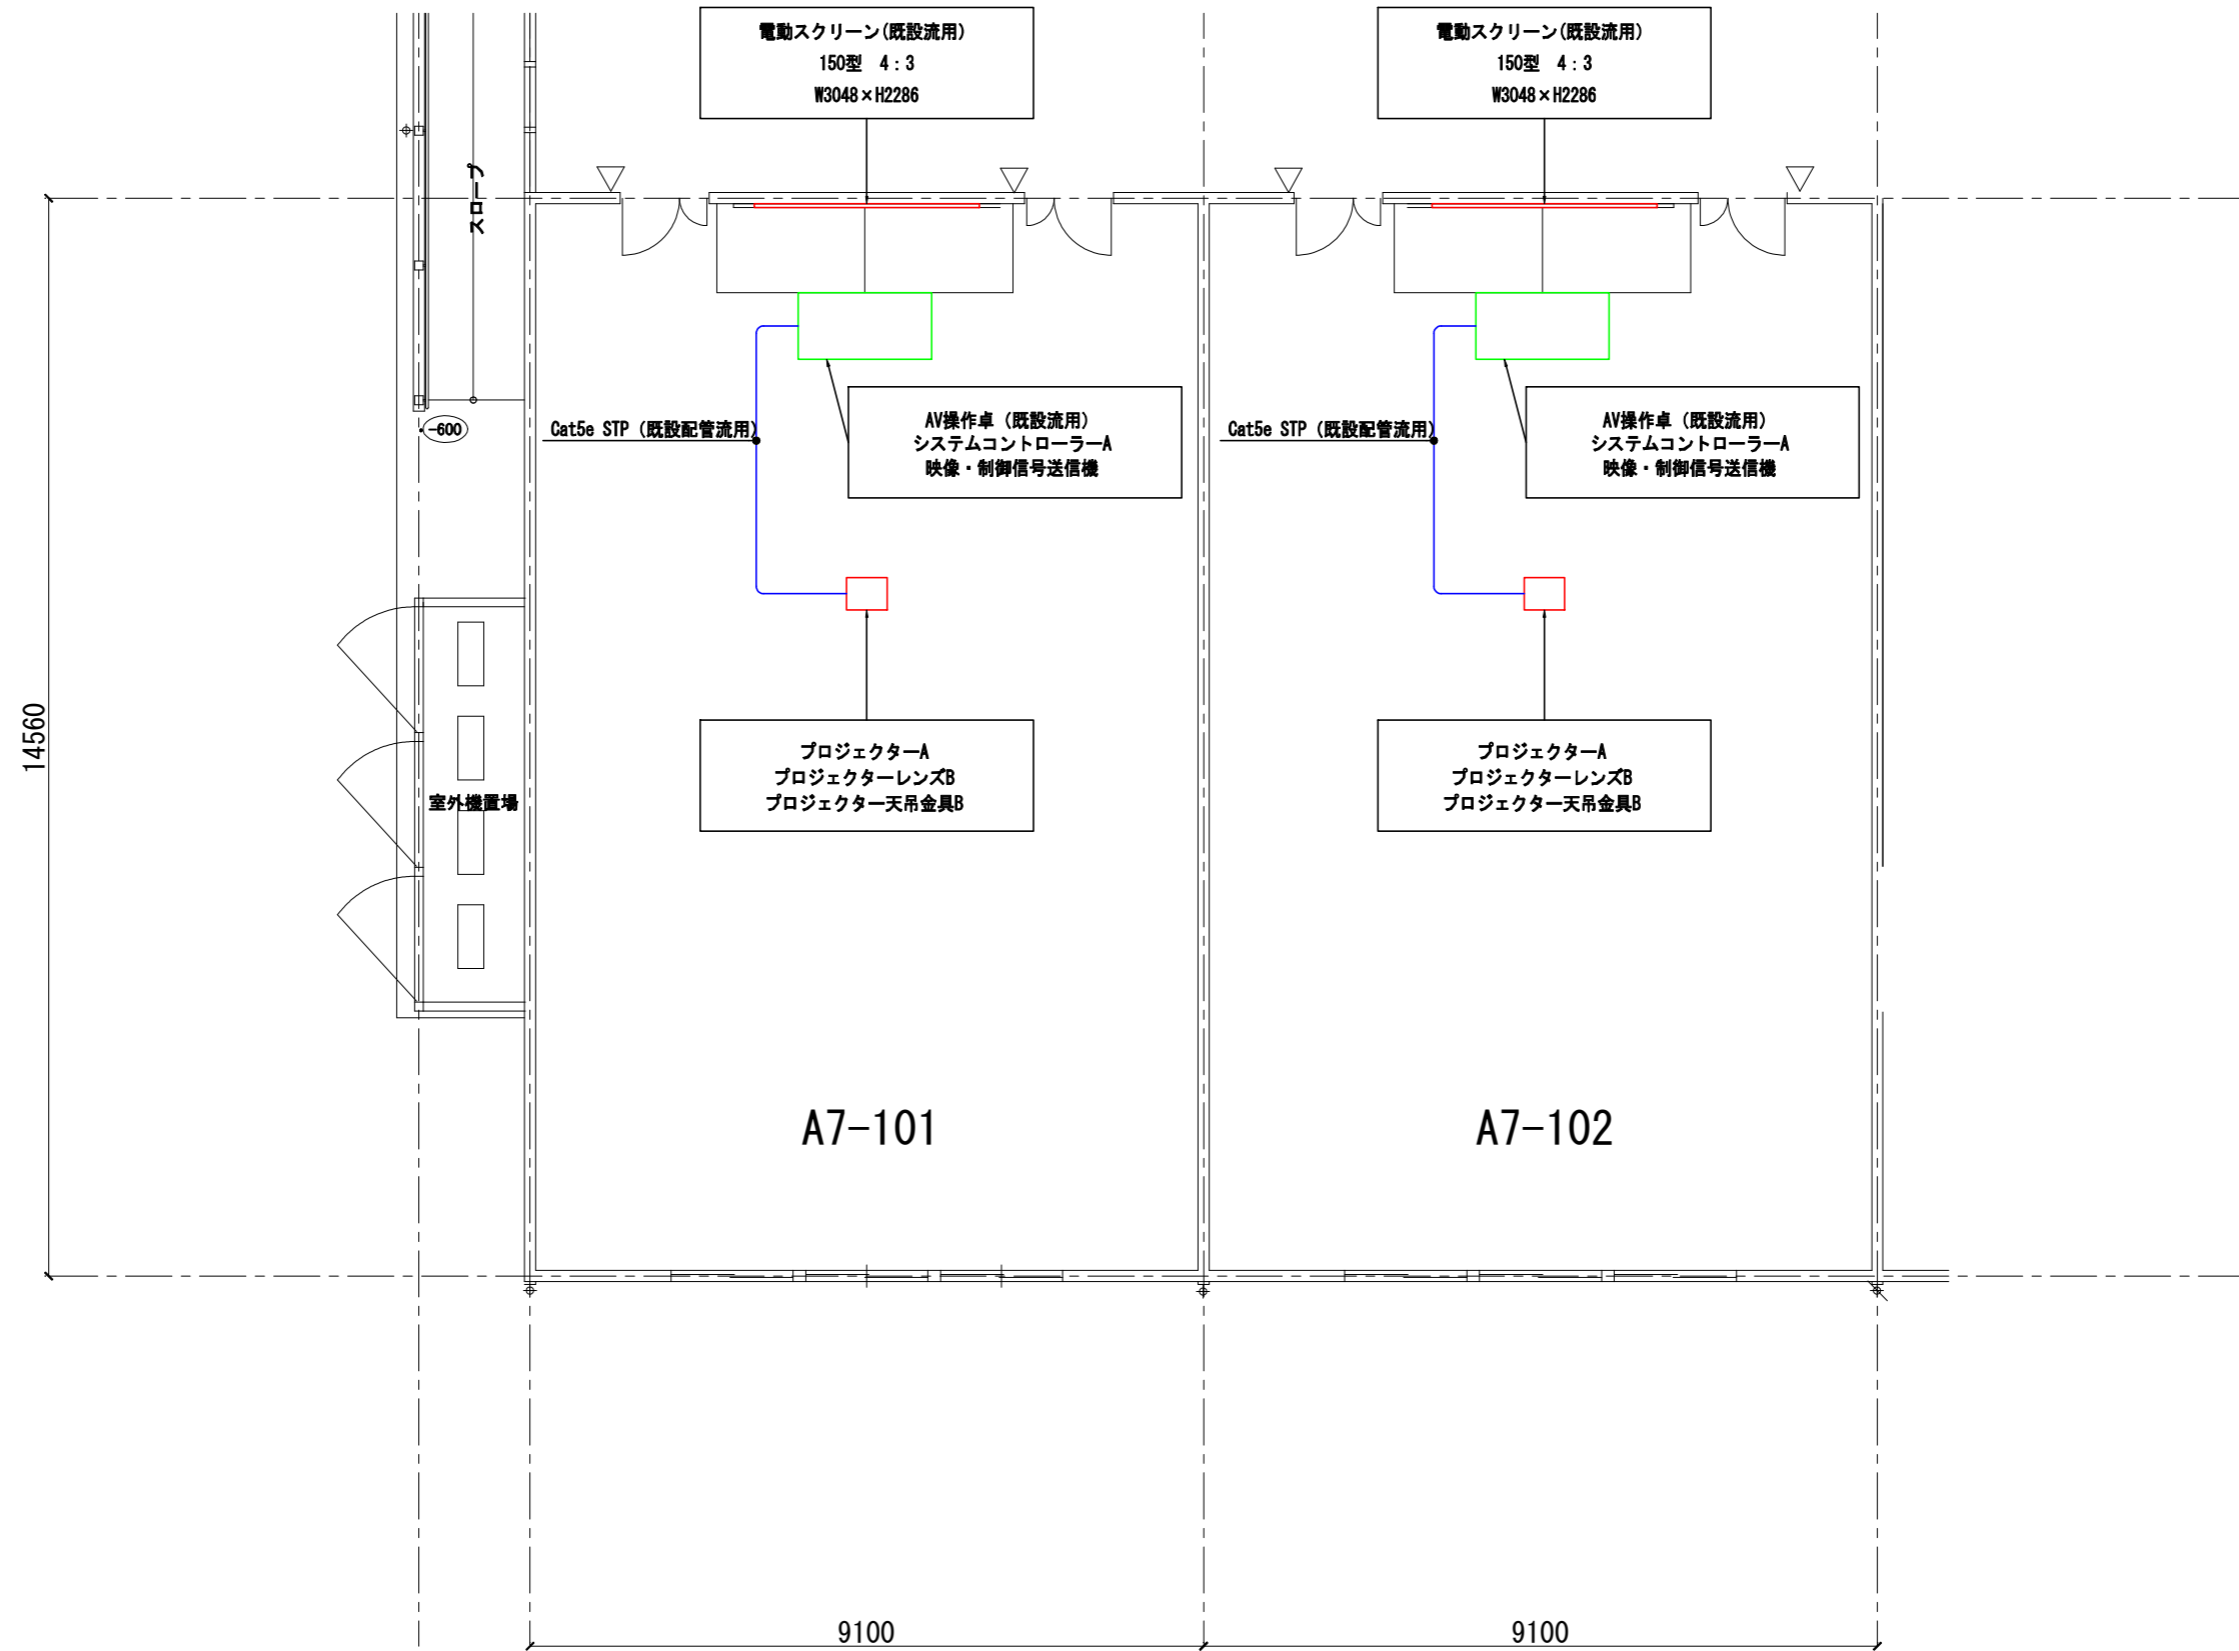 電動スクリーン(既設流用)
150型 4:3
W3048×H2286
電動スクリーン(既設流用)
150型 4:3
W3048×H2286
スロープ
-600
Cat5e STP (既設配管流用)
AV操作卓 (既設流用)
システムコントローラーA
映像・制御信号送信機
Cat5e STP (既設配管流用)
AV操作卓 (既設流用)
システムコントローラーA
映像・制御信号送信機
14560
プロジェクターA
プロジェクターレンズB
プロジェクター天吊金具B
プロジェクターA
プロジェクターレンズB
プロジェクター天吊金具B
室外機置場
A7-101
A7-102
9100
9100